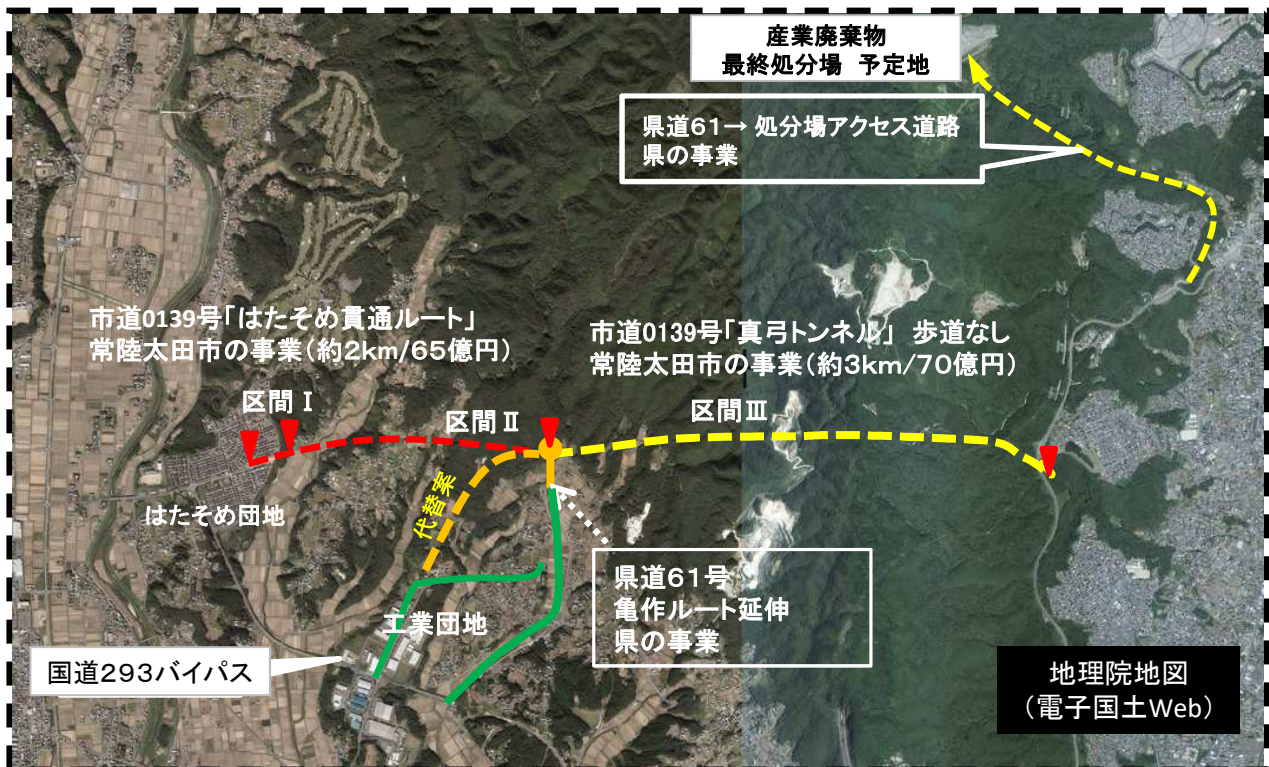 産業廃棄物
最終処分場 予定地
県道61→ 処分場アクセス道路
県の事業
市道0139号「はたそめ貫通ルート」
常陸太田市の事業(約2km/65億円)
市道0139号「真弓トンネル」 歩道なし
常陸太田市の事業(約3km/70億円)
区間Ⅰ
区間Ⅱ
区間Ⅲ
代替案
はたそめ団地
県道61号
亀作ルート延伸
県の事業
工業団地
国道293バイパス
地理院地図
(電子国土Web)